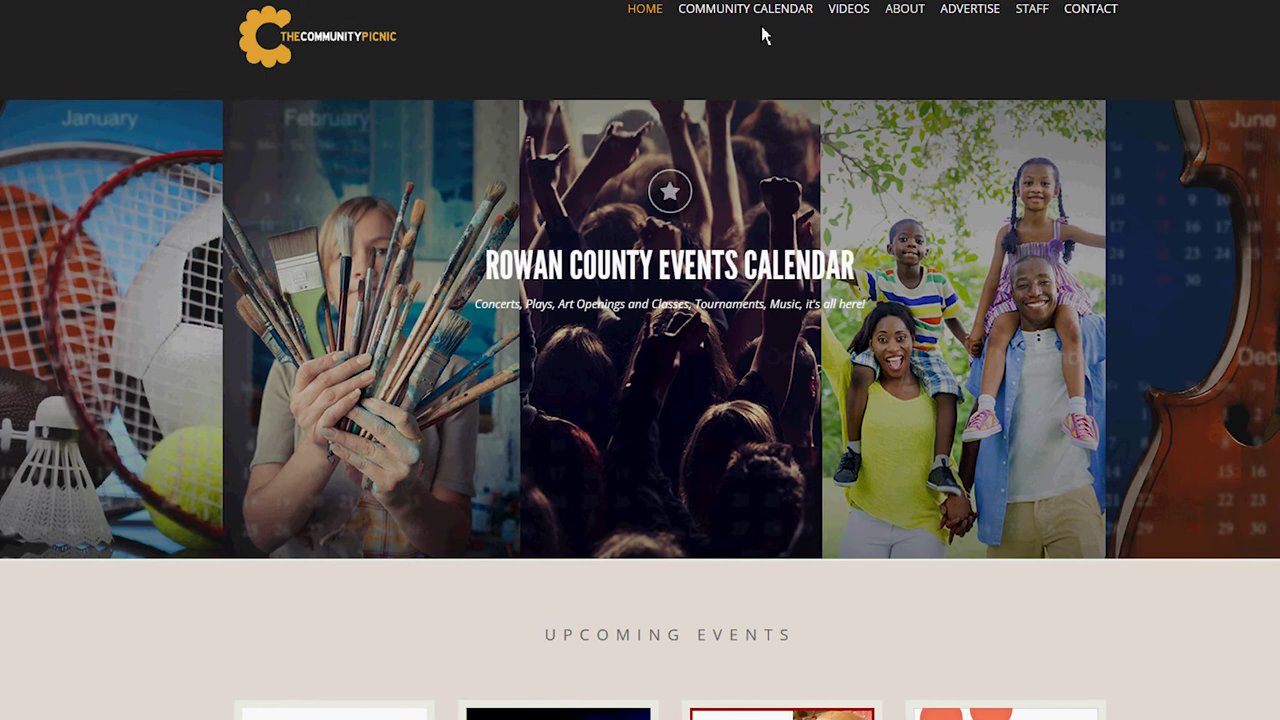 HOME COMMUNITY CALENDAR VIDEOS ABOUT ADVERTISE STAFF CONTACT
THECOMMUNITYPICNIC
January
February
June
ROWAN COUNTY EVENTS CALENDAR
Concerts, Plays, Art Openings and Classes, Tournaments, Music, it's all here!
Dec
UPCOMING EVENTS